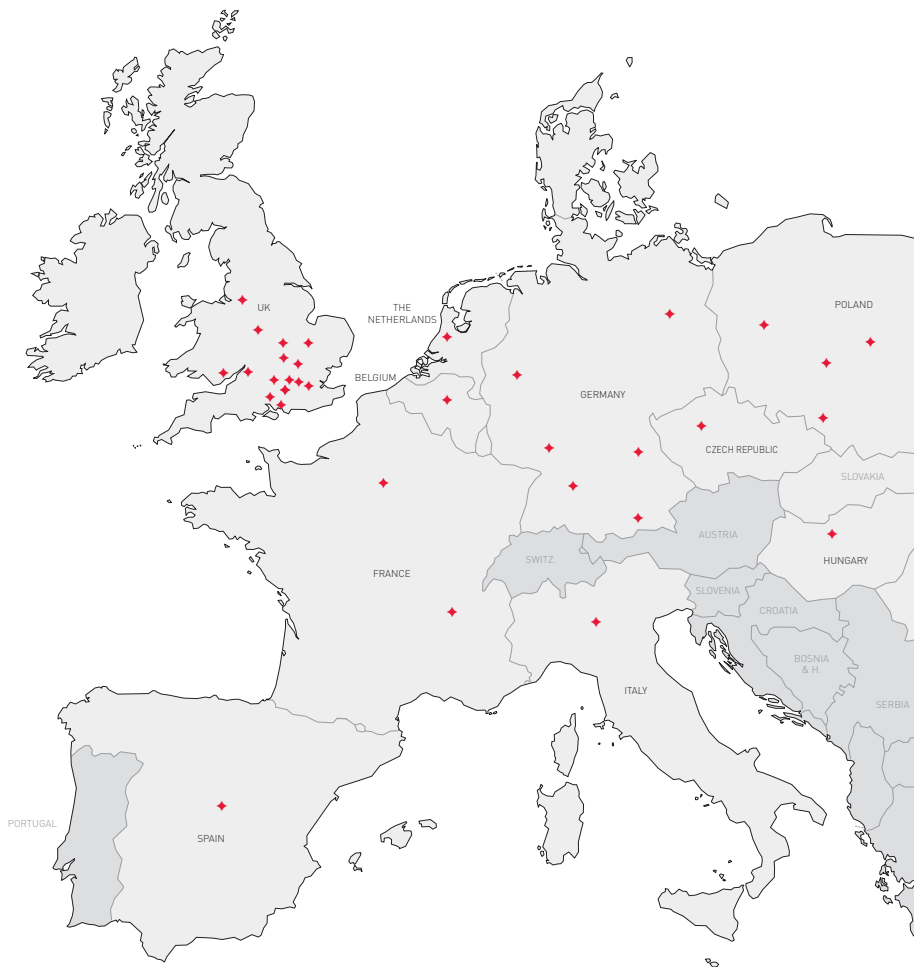 UK
THE
NETHERLANDS
POLAND
BELGIUM
GERMANY
CZECH REPUBLIC
SLOVAKIA
AUSTRIA
SWITZ.
HUNGARY
FRANCE
SLOVENIA
CROATIA
BOSNIA
& H.
ITALY
SERBIA
PORTUGAL
SPAIN